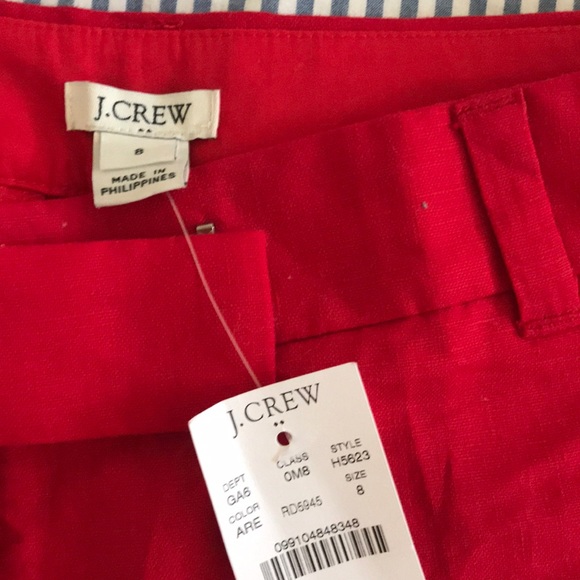 J.CREW
8
MADE IN
PHILIPPINES
J.CREW
DEPT CLASS STYLE
GA6 0M8 H5623
COLOR SIZE
ARE RD5945 8
099104848348